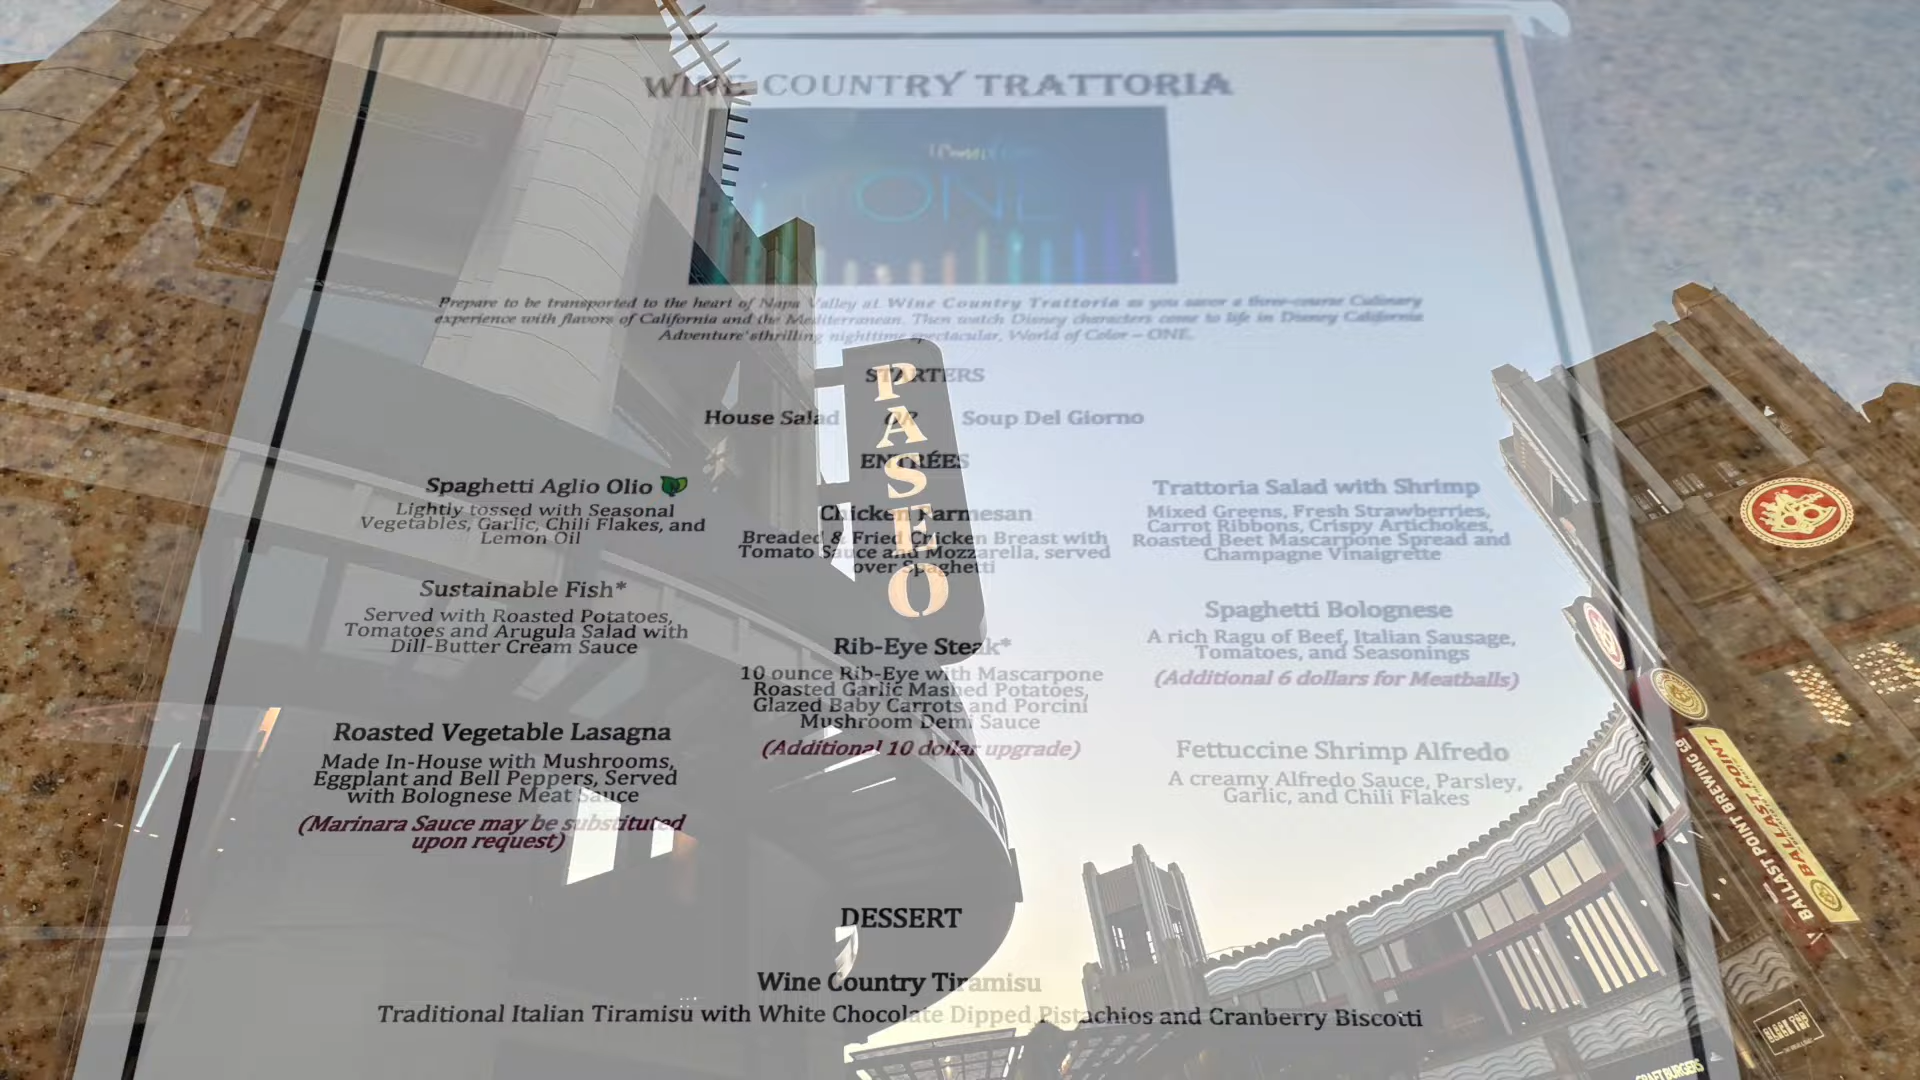 WINE COUNTRY TRATTORIA
ONE
Prepare to be transported to the heart of Napa Valley at Wine Country Trattoria as you savor a three-course Culinary
experience with flavors of California and the Mediterranean. Then watch Disney characters come to life in Disney California
Adventure'sthrilling nighttime spectacular, World of Color – ONE.
STARTERS
House Salad OR Soup Del Giorno
ENTRÉES
Spaghetti Aglio Olio
Lightly tossed with Seasonal
Vegetables, Garlic, Chili Flakes, and
Lemon Oil
Sustainable Fish*
Served with Roasted Potatoes,
Tomatoes and Arugula Salad with
Dill-Butter Cream Sauce
Roasted Vegetable Lasagna
Made In-House with Mushrooms,
Eggplant and Bell Peppers, Served
with Bolognese Meat Sauce
(Marinara Sauce may be substituted
upon request)
Chicken Parmesan
Breaded & Fried Chicken Breast with
Tomato Sauce and Mozzarella, served
over Spaghetti
Rib-Eye Steak*
10 ounce Rib-Eye with Mascarpone
Roasted Garlic Mashed Potatoes,
Glazed Baby Carrots and Porcini
Mushroom Demi Sauce
(Additional 10 dollar upgrade)
Trattoria Salad with Shrimp
Mixed Greens, Fresh Strawberries,
Carrot Ribbons, Crispy Artichokes,
Roasted Beet Mascarpone Spread and
Champagne Vinaigrette
Spaghetti Bolognese
A rich Ragu of Beef, Italian Sausage,
Tomatoes, and Seasonings
(Additional 6 dollars for Meatballs)
Fettuccine Shrimp Alfredo
A creamy Alfredo Sauce, Parsley,
Garlic, and Chili Flakes
DESSERT
Wine Country Tiramisu
Traditional Italian Tiramisu with White Chocolate Dipped Pistachios and Cranberry Biscotti
PASEO
BALLAST POINT BREWING CO
BALLAST POINT
BLACK TAP
CRAFT BURGERS